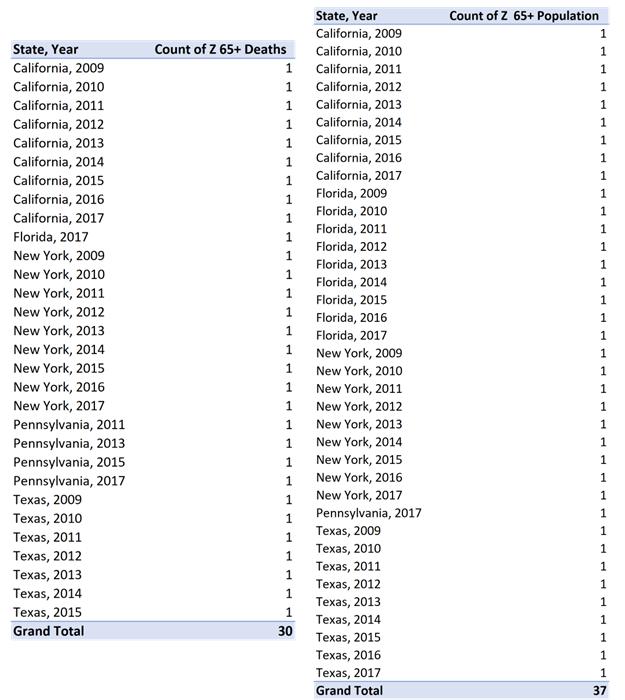 State, Year Count of Z 65+ Deaths
California, 2009 1
California, 2010 1
California, 2011 1
California, 2012 1
California, 2013 1
California, 2014 1
California, 2015 1
California, 2016 1
California, 2017 1
Florida, 2017 1
New York, 2009 1
New York, 2010 1
New York, 2011 1
New York, 2012 1
New York, 2013 1
New York, 2014 1
New York, 2015 1
New York, 2016 1
New York, 2017 1
Pennsylvania, 2011 1
Pennsylvania, 2013 1
Pennsylvania, 2015 1
Pennsylvania, 2017 1
Texas, 2009 1
Texas, 2010 1
Texas, 2011 1
Texas, 2012 1
Texas, 2013 1
Texas, 2014 1
Texas, 2015 1
Grand Total 30
State, Year Count of Z 65+ Population
California, 2009 1
California, 2010 1
California, 2011 1
California, 2012 1
California, 2013 1
California, 2014 1
California, 2015 1
California, 2016 1
California, 2017 1
Florida, 2009 1
Florida, 2010 1
Florida, 2011 1
Florida, 2012 1
Florida, 2013 1
Florida, 2014 1
Florida, 2015 1
Florida, 2016 1
Florida, 2017 1
New York, 2009 1
New York, 2010 1
New York, 2011 1
New York, 2012 1
New York, 2013 1
New York, 2014 1
New York, 2015 1
New York, 2016 1
New York, 2017 1
Pennsylvania, 2017 1
Texas, 2009 1
Texas, 2010 1
Texas, 2011 1
Texas, 2012 1
Texas, 2013 1
Texas, 2014 1
Texas, 2015 1
Texas, 2016 1
Texas, 2017 1
Grand Total 37